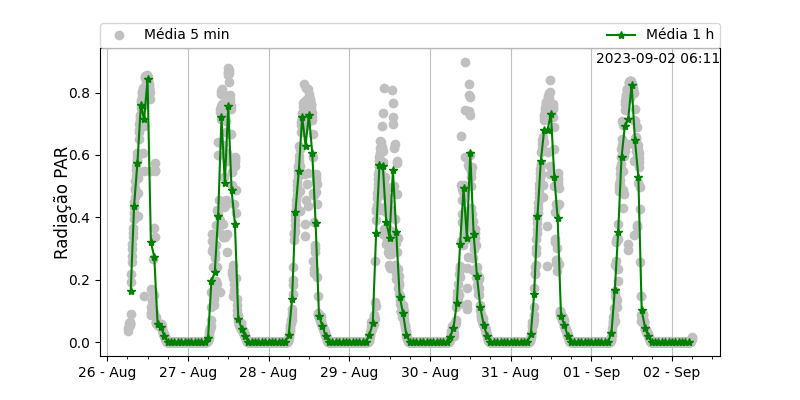 Média 5 min
Média 1 h
2023-09-02 06:11
Radiação PAR
0.8
0.6
0.4
0.2
0.0
26 - Aug
27 - Aug
28 - Aug
29 - Aug
30 - Aug
31 - Aug
01 - Sep
02 - Sep